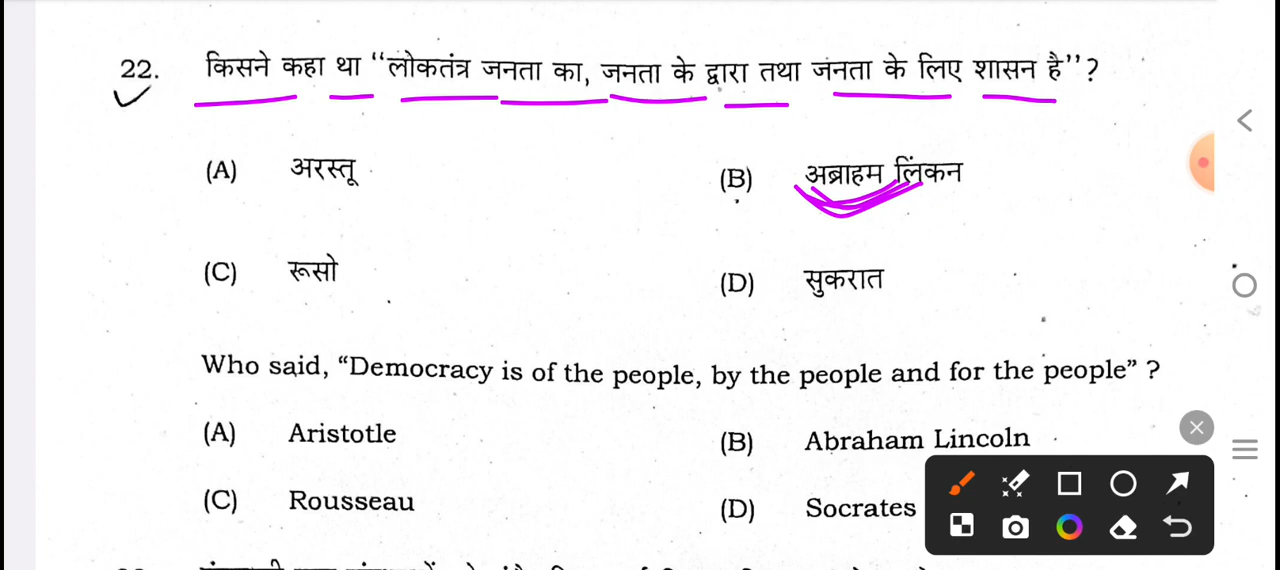 22. किसने कहा था “लोकतंत्र जनता का, जनता के द्वारा तथा जनता के लिए शासन है” ?
(A) अरस्तू (B) अब्राहम लिंकन
(C) रूसो (D) सुकरात
Who said, “Democracy is of the people, by the people and for the people” ?
(A) Aristotle (B) Abraham Lincoln
(C) Rousseau (D) Socrates